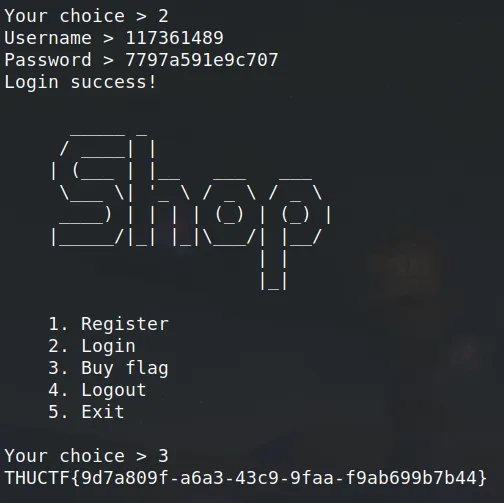 Your choice > 2
Username > 117361489
Password > 7797a591e9c707
Login success!
Shop
1. Register
2. Login
3. Buy flag
4. Logout
5. Exit
Your choice > 3
THUCTF{9d7a809f-a6a3-43c9-9faa-f9ab699b7b44}